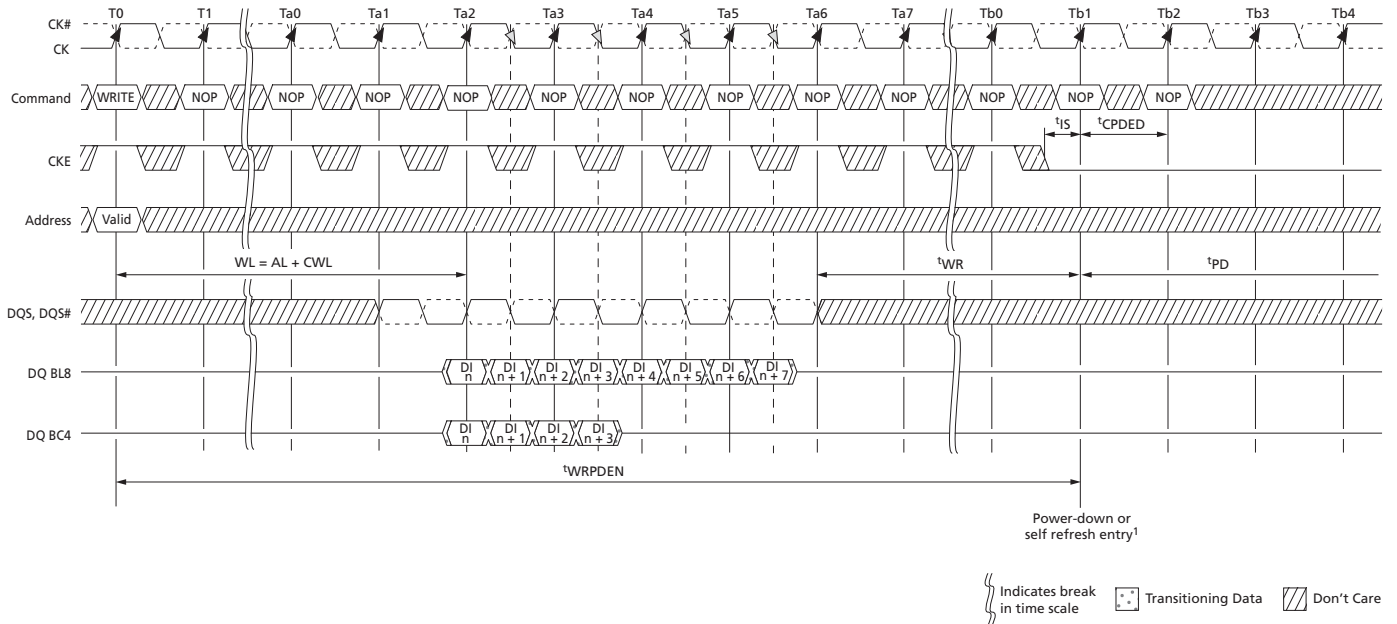 T0 T1 Ta0 Ta1 Ta2 Ta3 Ta4 Ta5 Ta6 Ta7 Tb0 Tb1 Tb2 Tb3 Tb4
CK#
CK
Command WRITE NOP NOP NOP NOP NOP NOP NOP NOP NOP NOP NOP NOP
tIS tCPDED
CKE
Address Valid
WL = AL + CWL tWR tPD
DQS, DQS#
DQ BL8 DI n DI n + 1 DI n + 2 DI n + 3 DI n + 4 DI n + 5 DI n + 6 DI n + 7
DQ BC4 DI n DI n + 1 DI n + 2 DI n + 3
tWRPDEN
Power-down or
self refresh entry1
Indicates break
in time scale
Transitioning Data
Don't Care